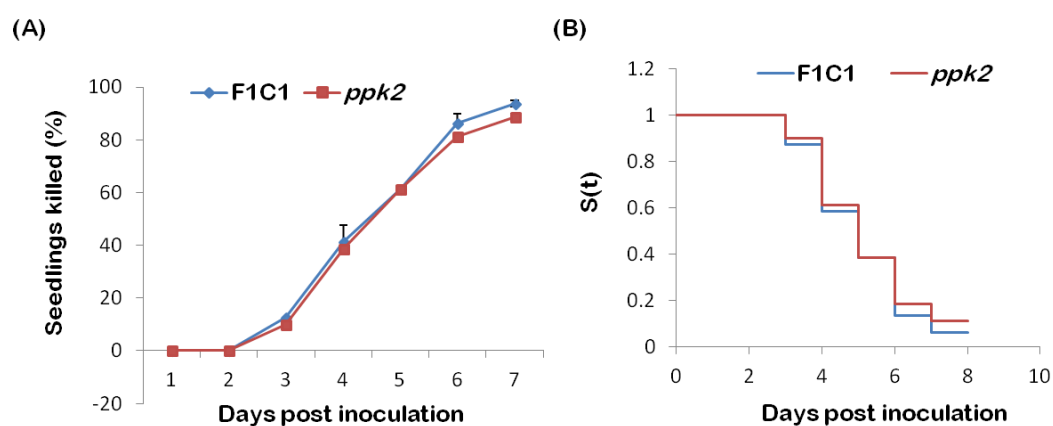 (A)
F1C1 ppk2
100
80
60
40
20
0
-20
1 2 3 4 5 6 7
Seedlings killed (%)
Days post inoculation
(B)
F1C1 ppk2
1.2
1
0.8
0.6
0.4
0.2
0
0 2 4 6 8 10
S(t)
Days post inoculation